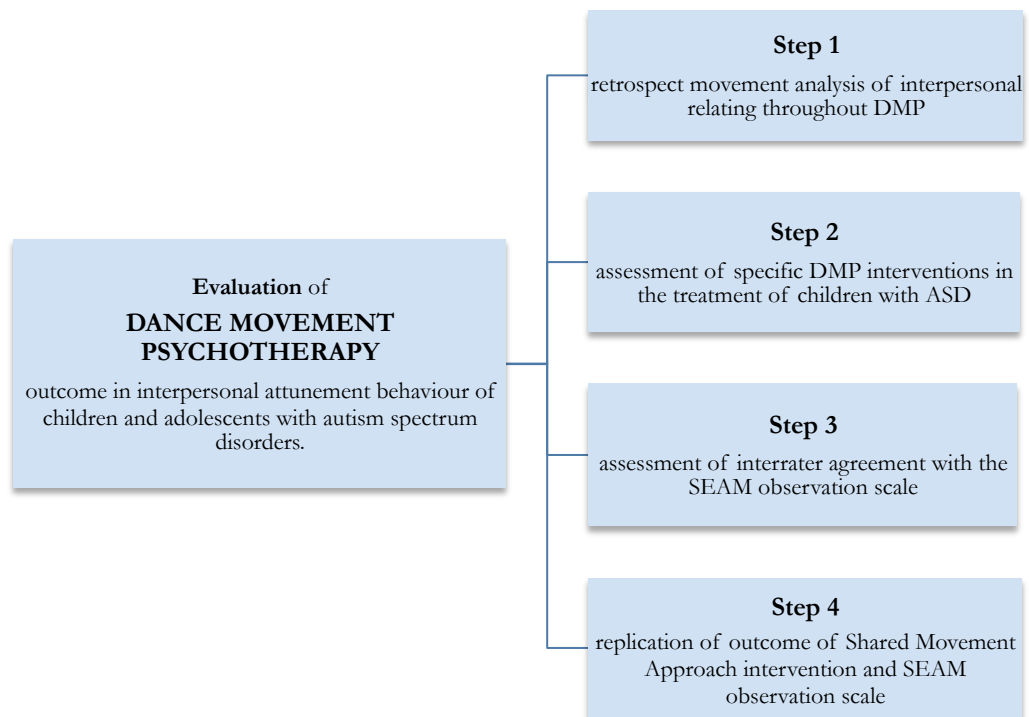 Evaluation of
DANCE MOVEMENT
PSYCHOTHERAPY
outcome in interpersonal attunement behaviour of
children and adolescents with autism spectrum
disorders.
Step 1
retrospect movement analysis of interpersonal
relating throughout DMP
Step 2
assessment of specific DMP interventions in
the treatment of children with ASD
Step 3
assessment of interrater agreement with the
SEAM observation scale
Step 4
replication of outcome of Shared Movement
Approach intervention and SEAM
observation scale